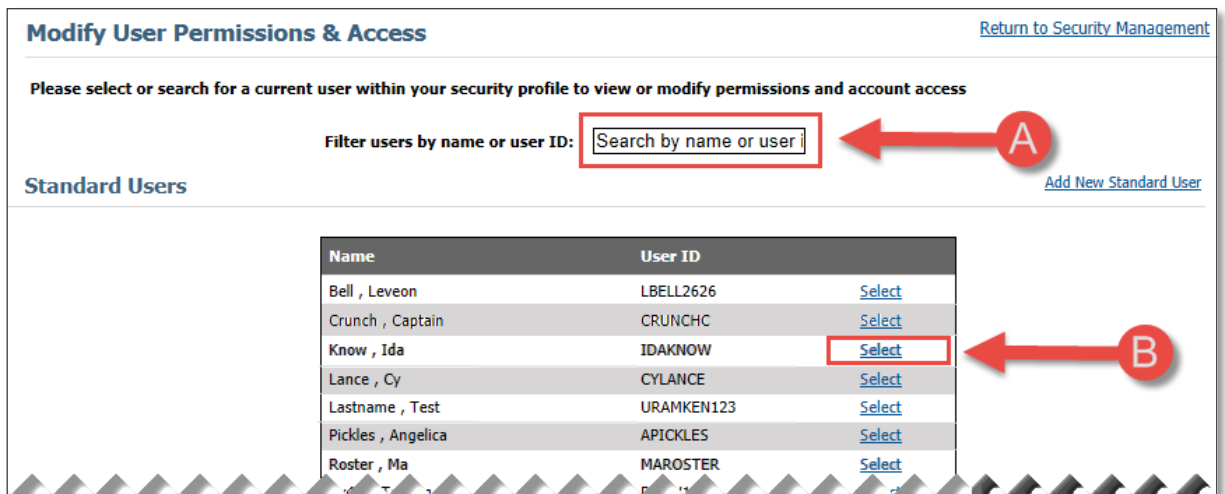 Modify User Permissions & Access
Return to Security Management
Please select or search for a current user within your security profile to view or modify permissions and account access
Filter users by name or user ID: Search by name or user i
A
Standard Users
Add New Standard User
Name User ID
Bell , Leveon LBELL2626 Select
Crunch , Captain CRUNCHC Select
Know , Ida IDAKNOW Select
B
Lance , Cy CYLANCE Select
Lastname , Test URAMKEN123 Select
Pickles , Angelica APICKLES Select
Roster , Ma MAROSTER Select